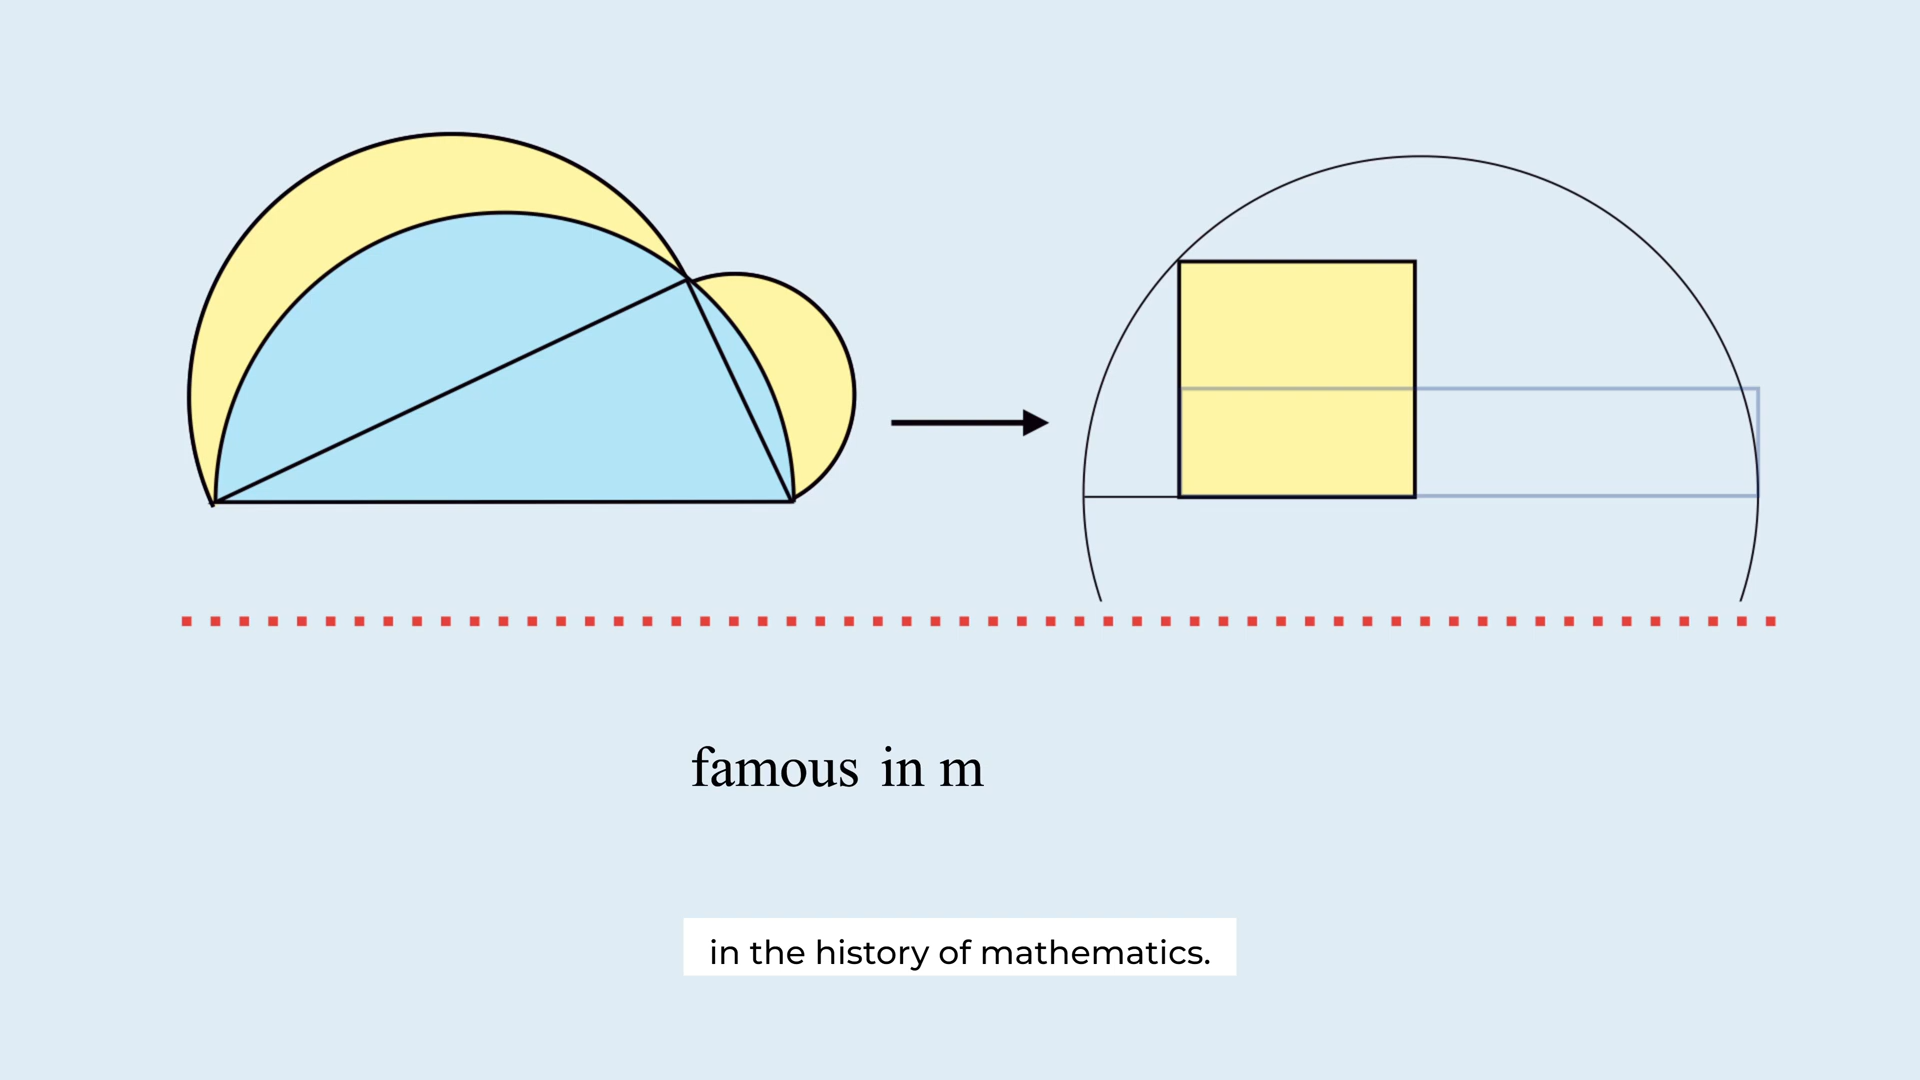 famous in m
in the history of mathematics.